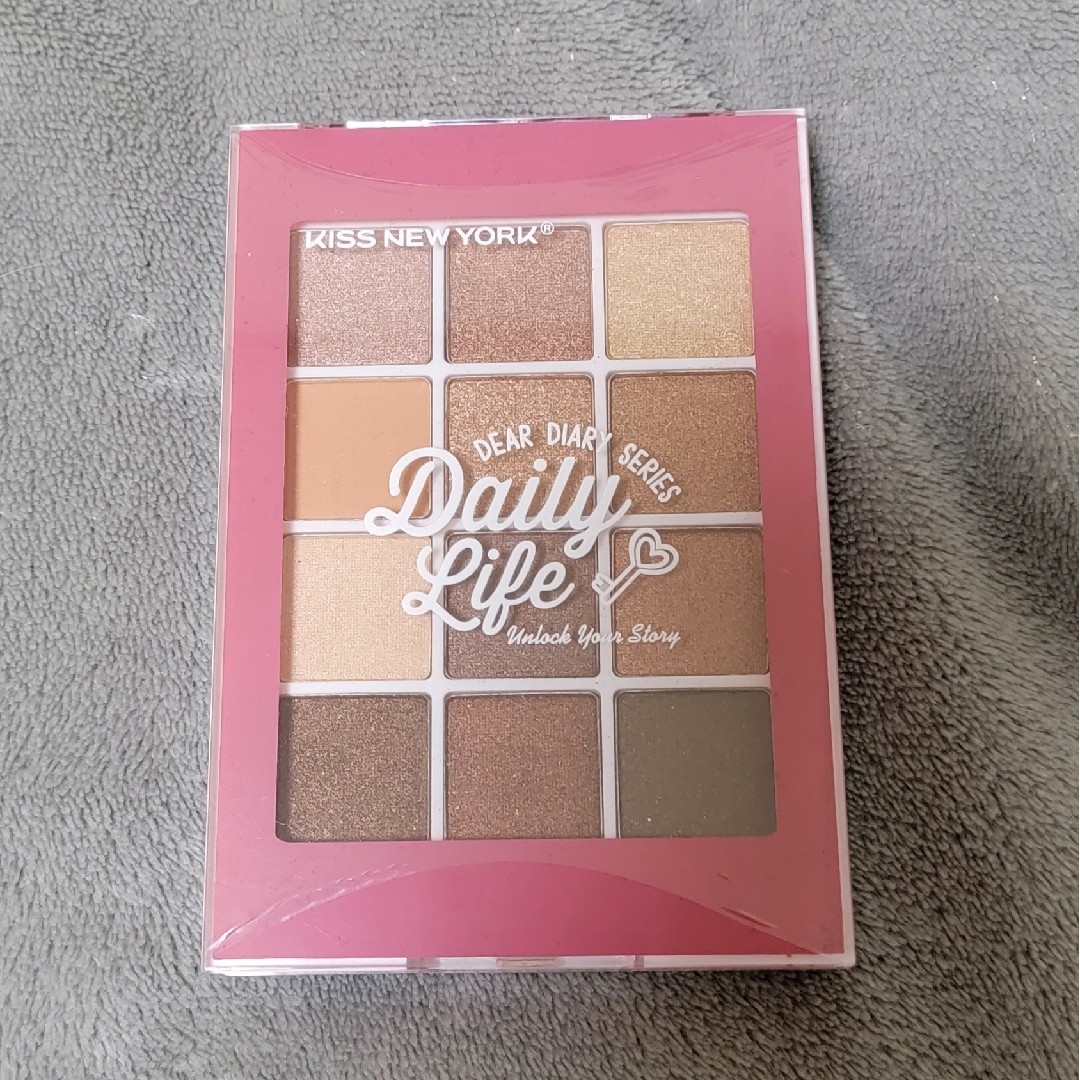 KISS NEW YORK®
DEAR DIARY SERIES
Daily
Life
Unlock Your Story